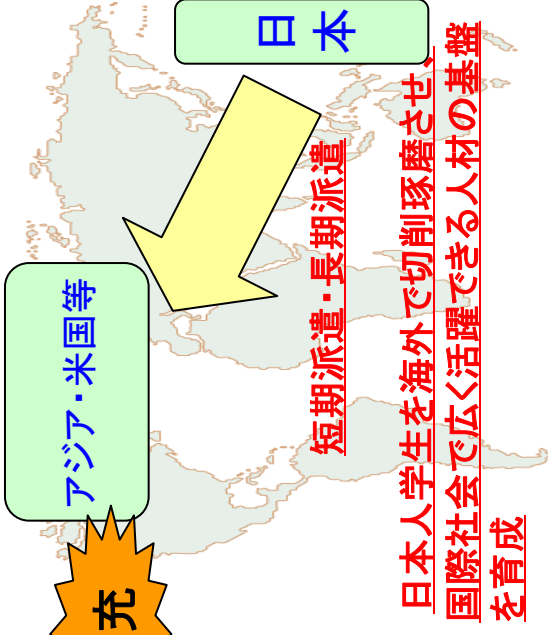 日本
アジア・米国等
充
短期派遣・長期派遣
日本人学生を海外で切削琢磨させ、
国際社会で広く活躍できる人材の基盤
を育成